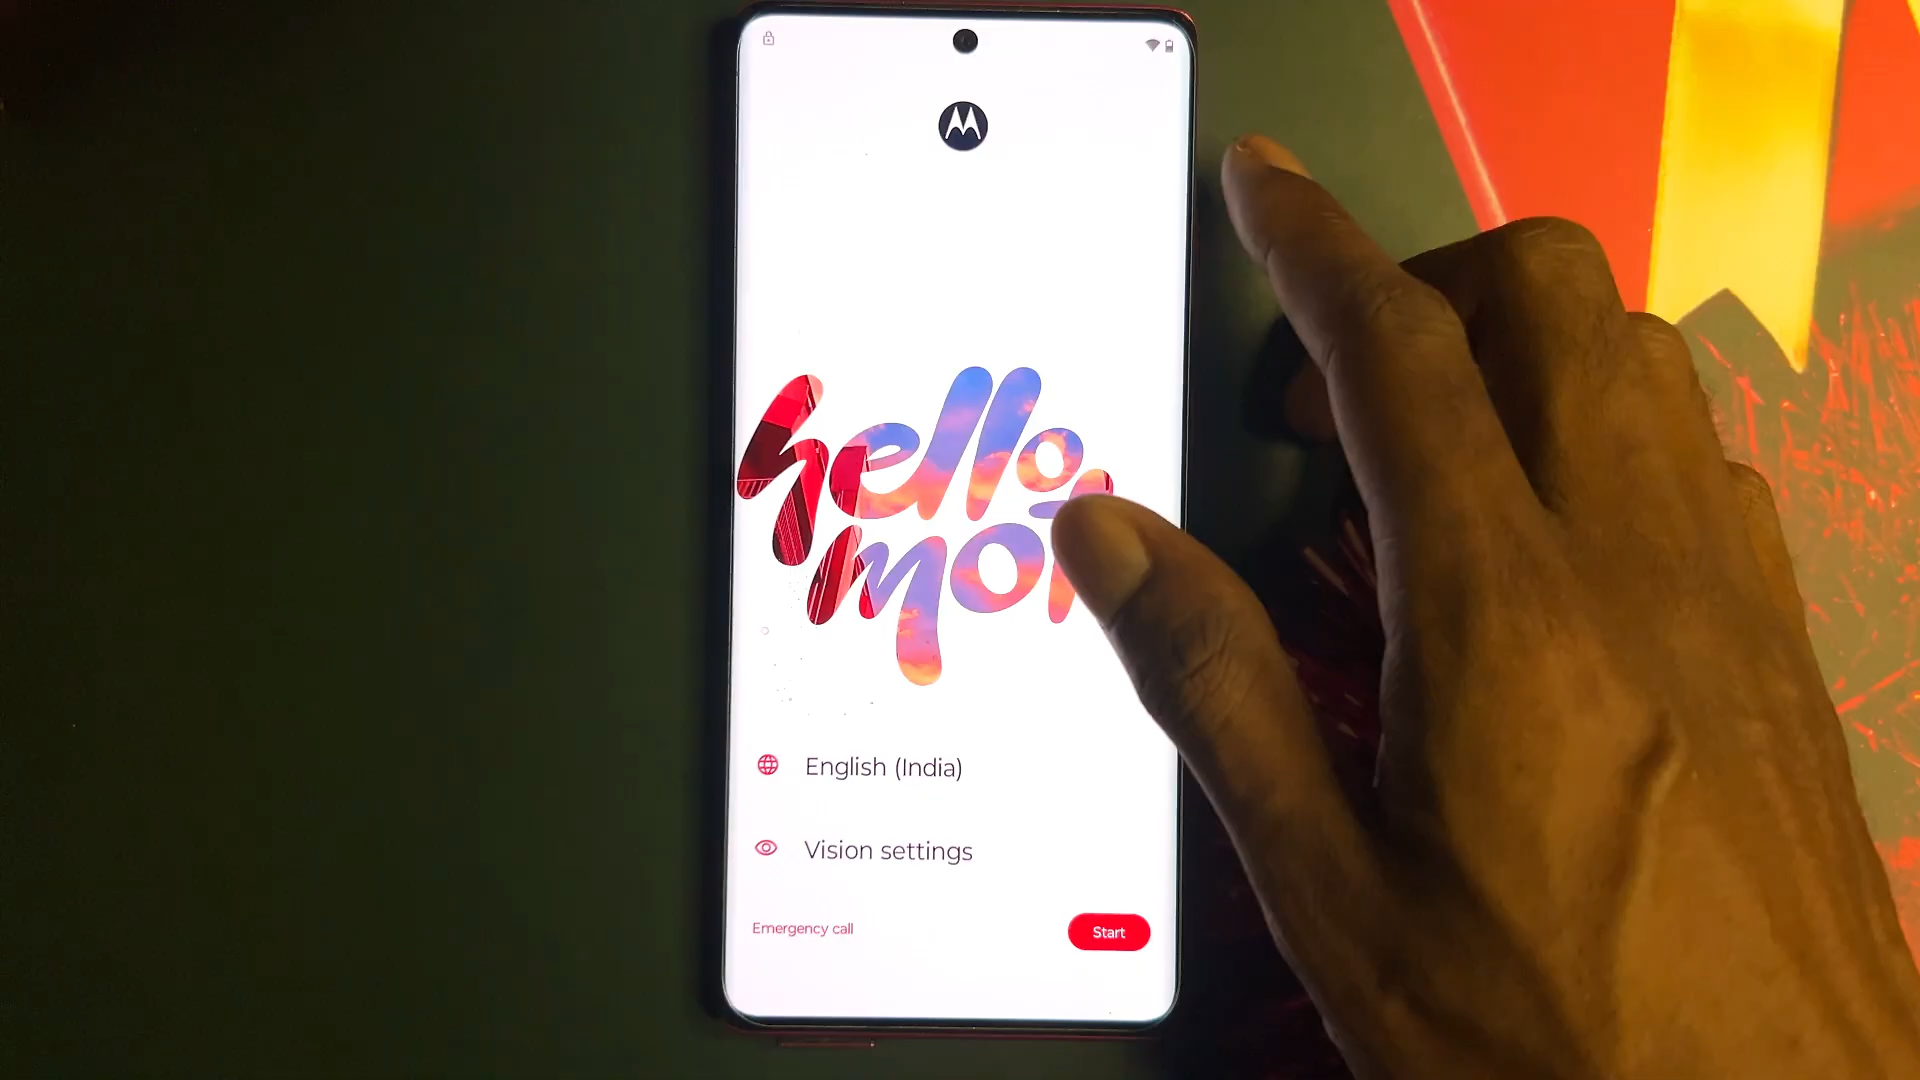 hello
English (India)
Vision settings
Emergency call
Start